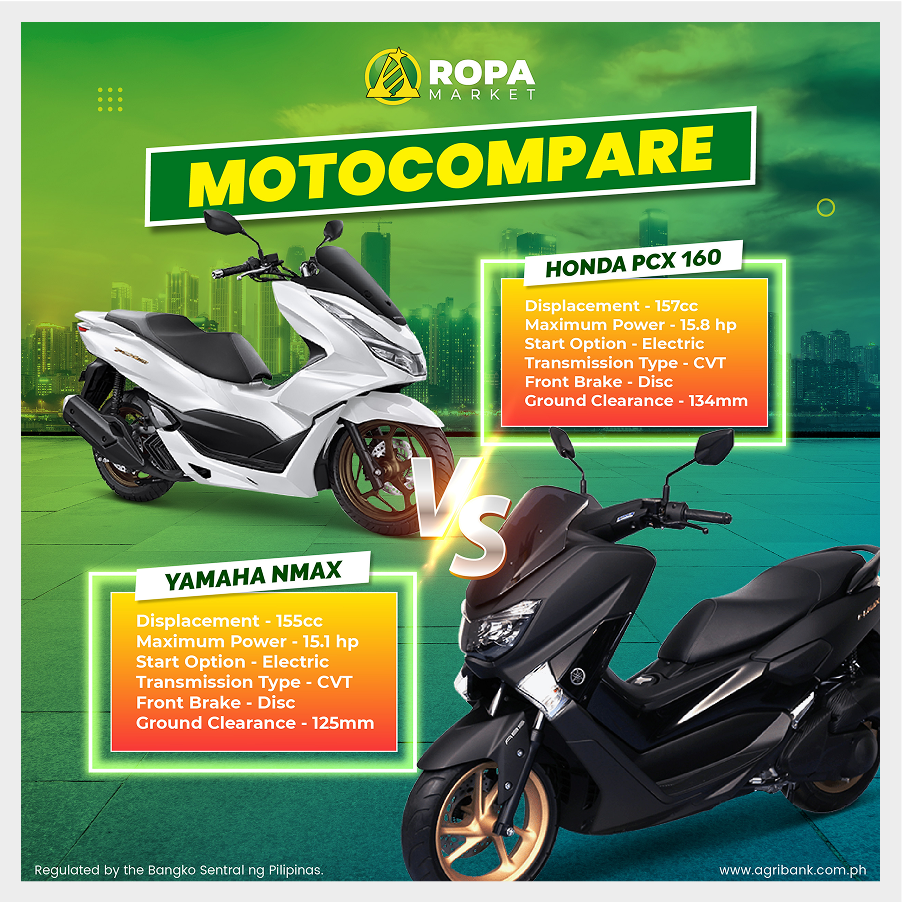 ROPA
MARKET
MOTOCOMPARE
HONDA PCX 160
Displacement - 157cc
Maximum Power - 15.8 hp
Start Option - Electric
Transmission Type - CVT
Front Brake - Disc
Ground Clearance - 134mm
VS
YAMAHA NMAX
Displacement - 155cc
Maximum Power - 15.1 hp
Start Option - Electric
Transmission Type - CVT
Front Brake - Disc
Ground Clearance - 125mm
ABS
Regulated by the Bangko Sentral ng Pilipinas.
www.agribank.com.ph